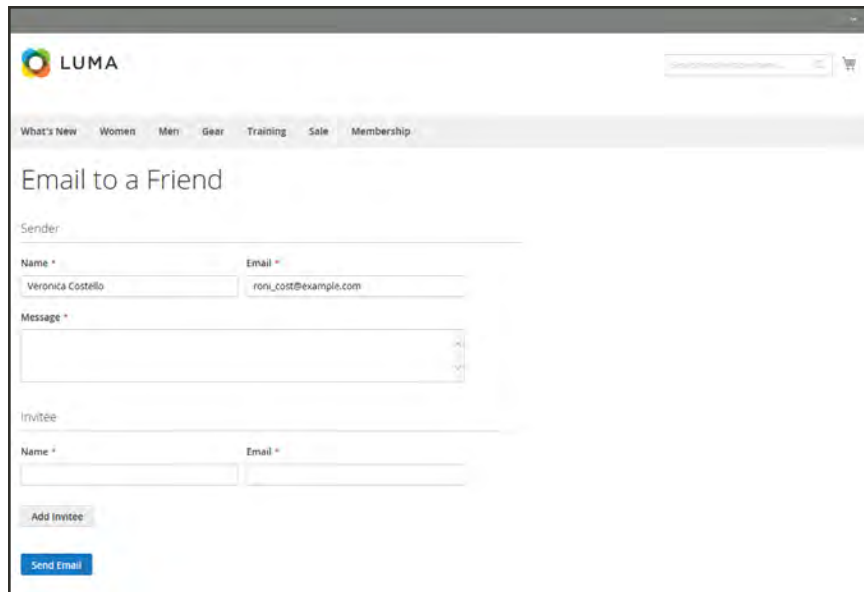 LUMA
What's New Women Men Gear Training Sale Membership
Email to a Friend
Sender
Name * Email *
Veronica Costello roni_cost@example.com
Message *
Invitee
Name * Email *
Add Invitee
Send Email